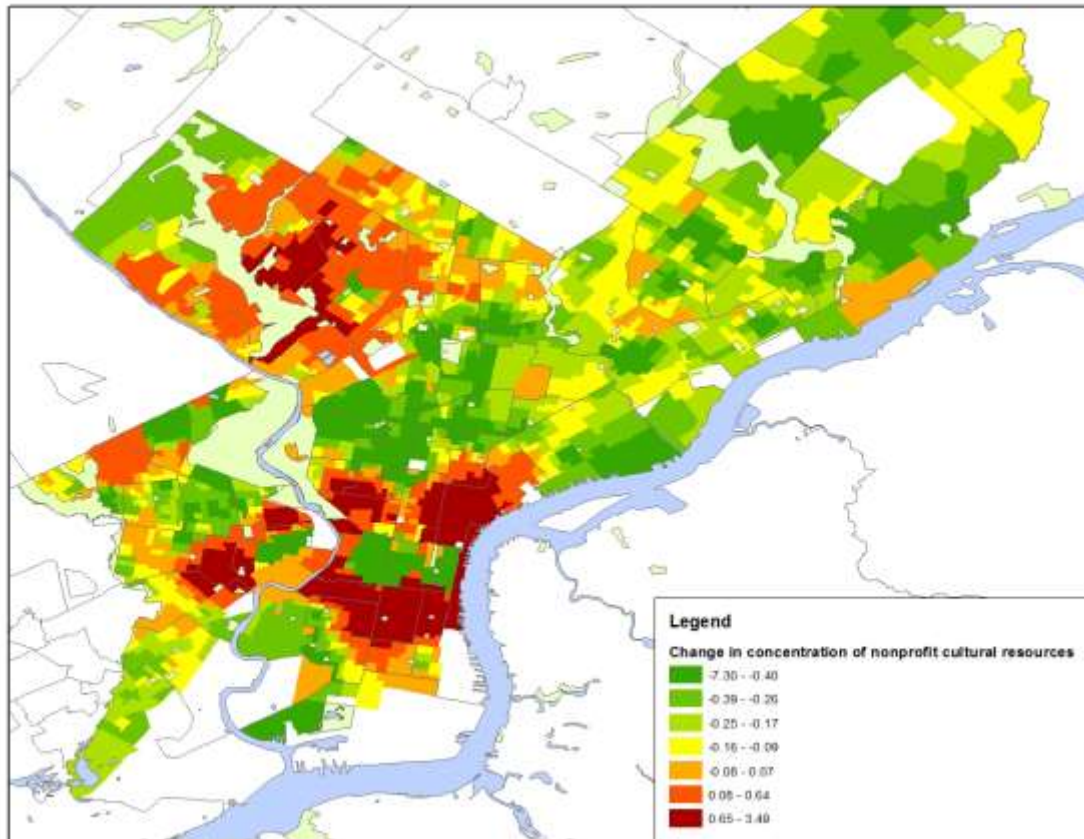 Legend
Change in concentration of nonprofit cultural resources
-7.30 - -0.40
-0.39 - -0.26
-0.25 - -0.17
-0.16 - -0.09
-0.08 - 0.07
0.08 - 0.64
0.65 - 3.49